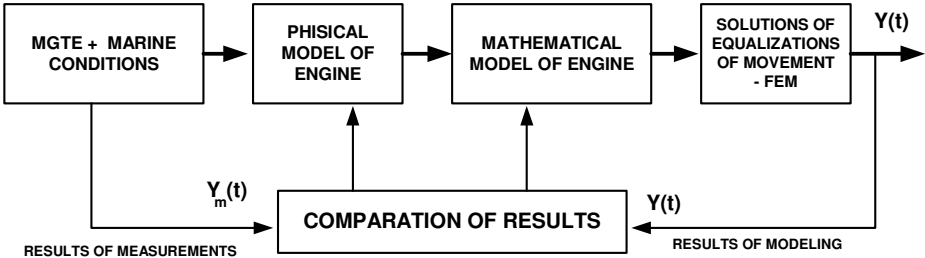 MGTE + MARINE
CONDITIONS
PHISICAL
MODEL OF
ENGINE
MATHEMATICAL
MODEL OF ENGINE
SOLUTIONS OF
EQUALIZATIONS
OF MOVEMENT
- FEM
Y(t)
Ym(t)
COMPARATION OF RESULTS
Y(t)
RESULTS OF MEASUREMENTS
RESULTS OF MODELING